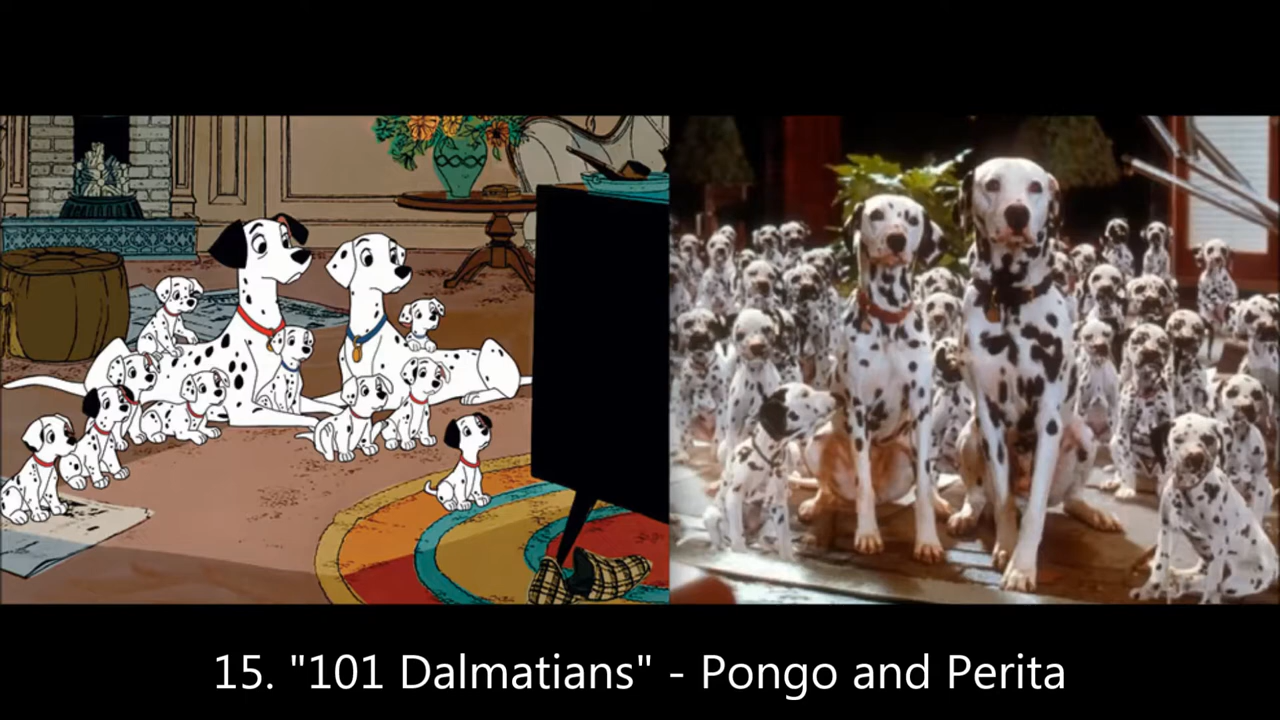 15. "101 Dalmatians" - Pongo and Perita